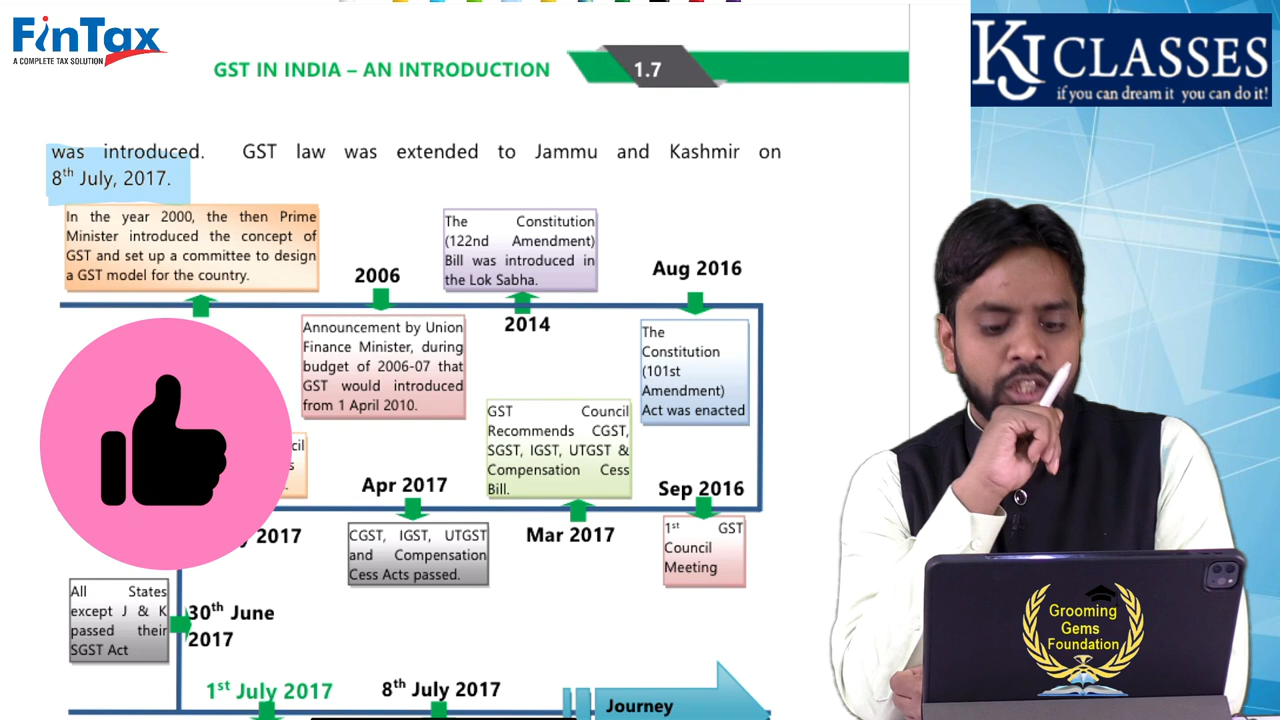 FinTax
A COMPLETE TAX SOLUTION
GST IN INDIA – AN INTRODUCTION
1.7
KJ CLASSES
if you can dream it you can do it!
was introduced. GST law was extended to Jammu and Kashmir on
8th July, 2017.
In the year 2000, the then Prime
Minister introduced the concept of
GST and set up a committee to design
a GST model for the country.
2006
The Constitution
(122nd Amendment)
Bill was introduced in
the Lok Sabha.
Aug 2016
Announcement by Union
Finance Minister, during
budget of 2006-07 that
GST would introduced
from 1 April 2010.
2014
The
Constitution
(101st
Amendment)
Act was enacted
GST Council
Recommends CGST,
SGST, IGST, UTGST &
Compensation Cess
Bill.
Apr 2017
Sep 2016
2017
CGST, IGST, UTGST
and Compensation
Cess Acts passed.
Mar 2017
1st GST
Council
Meeting
All States
except J & K
passed their
SGST Act
30th June
2017
1st July 2017
8th July 2017
Journey
Grooming
Gems
Foundation